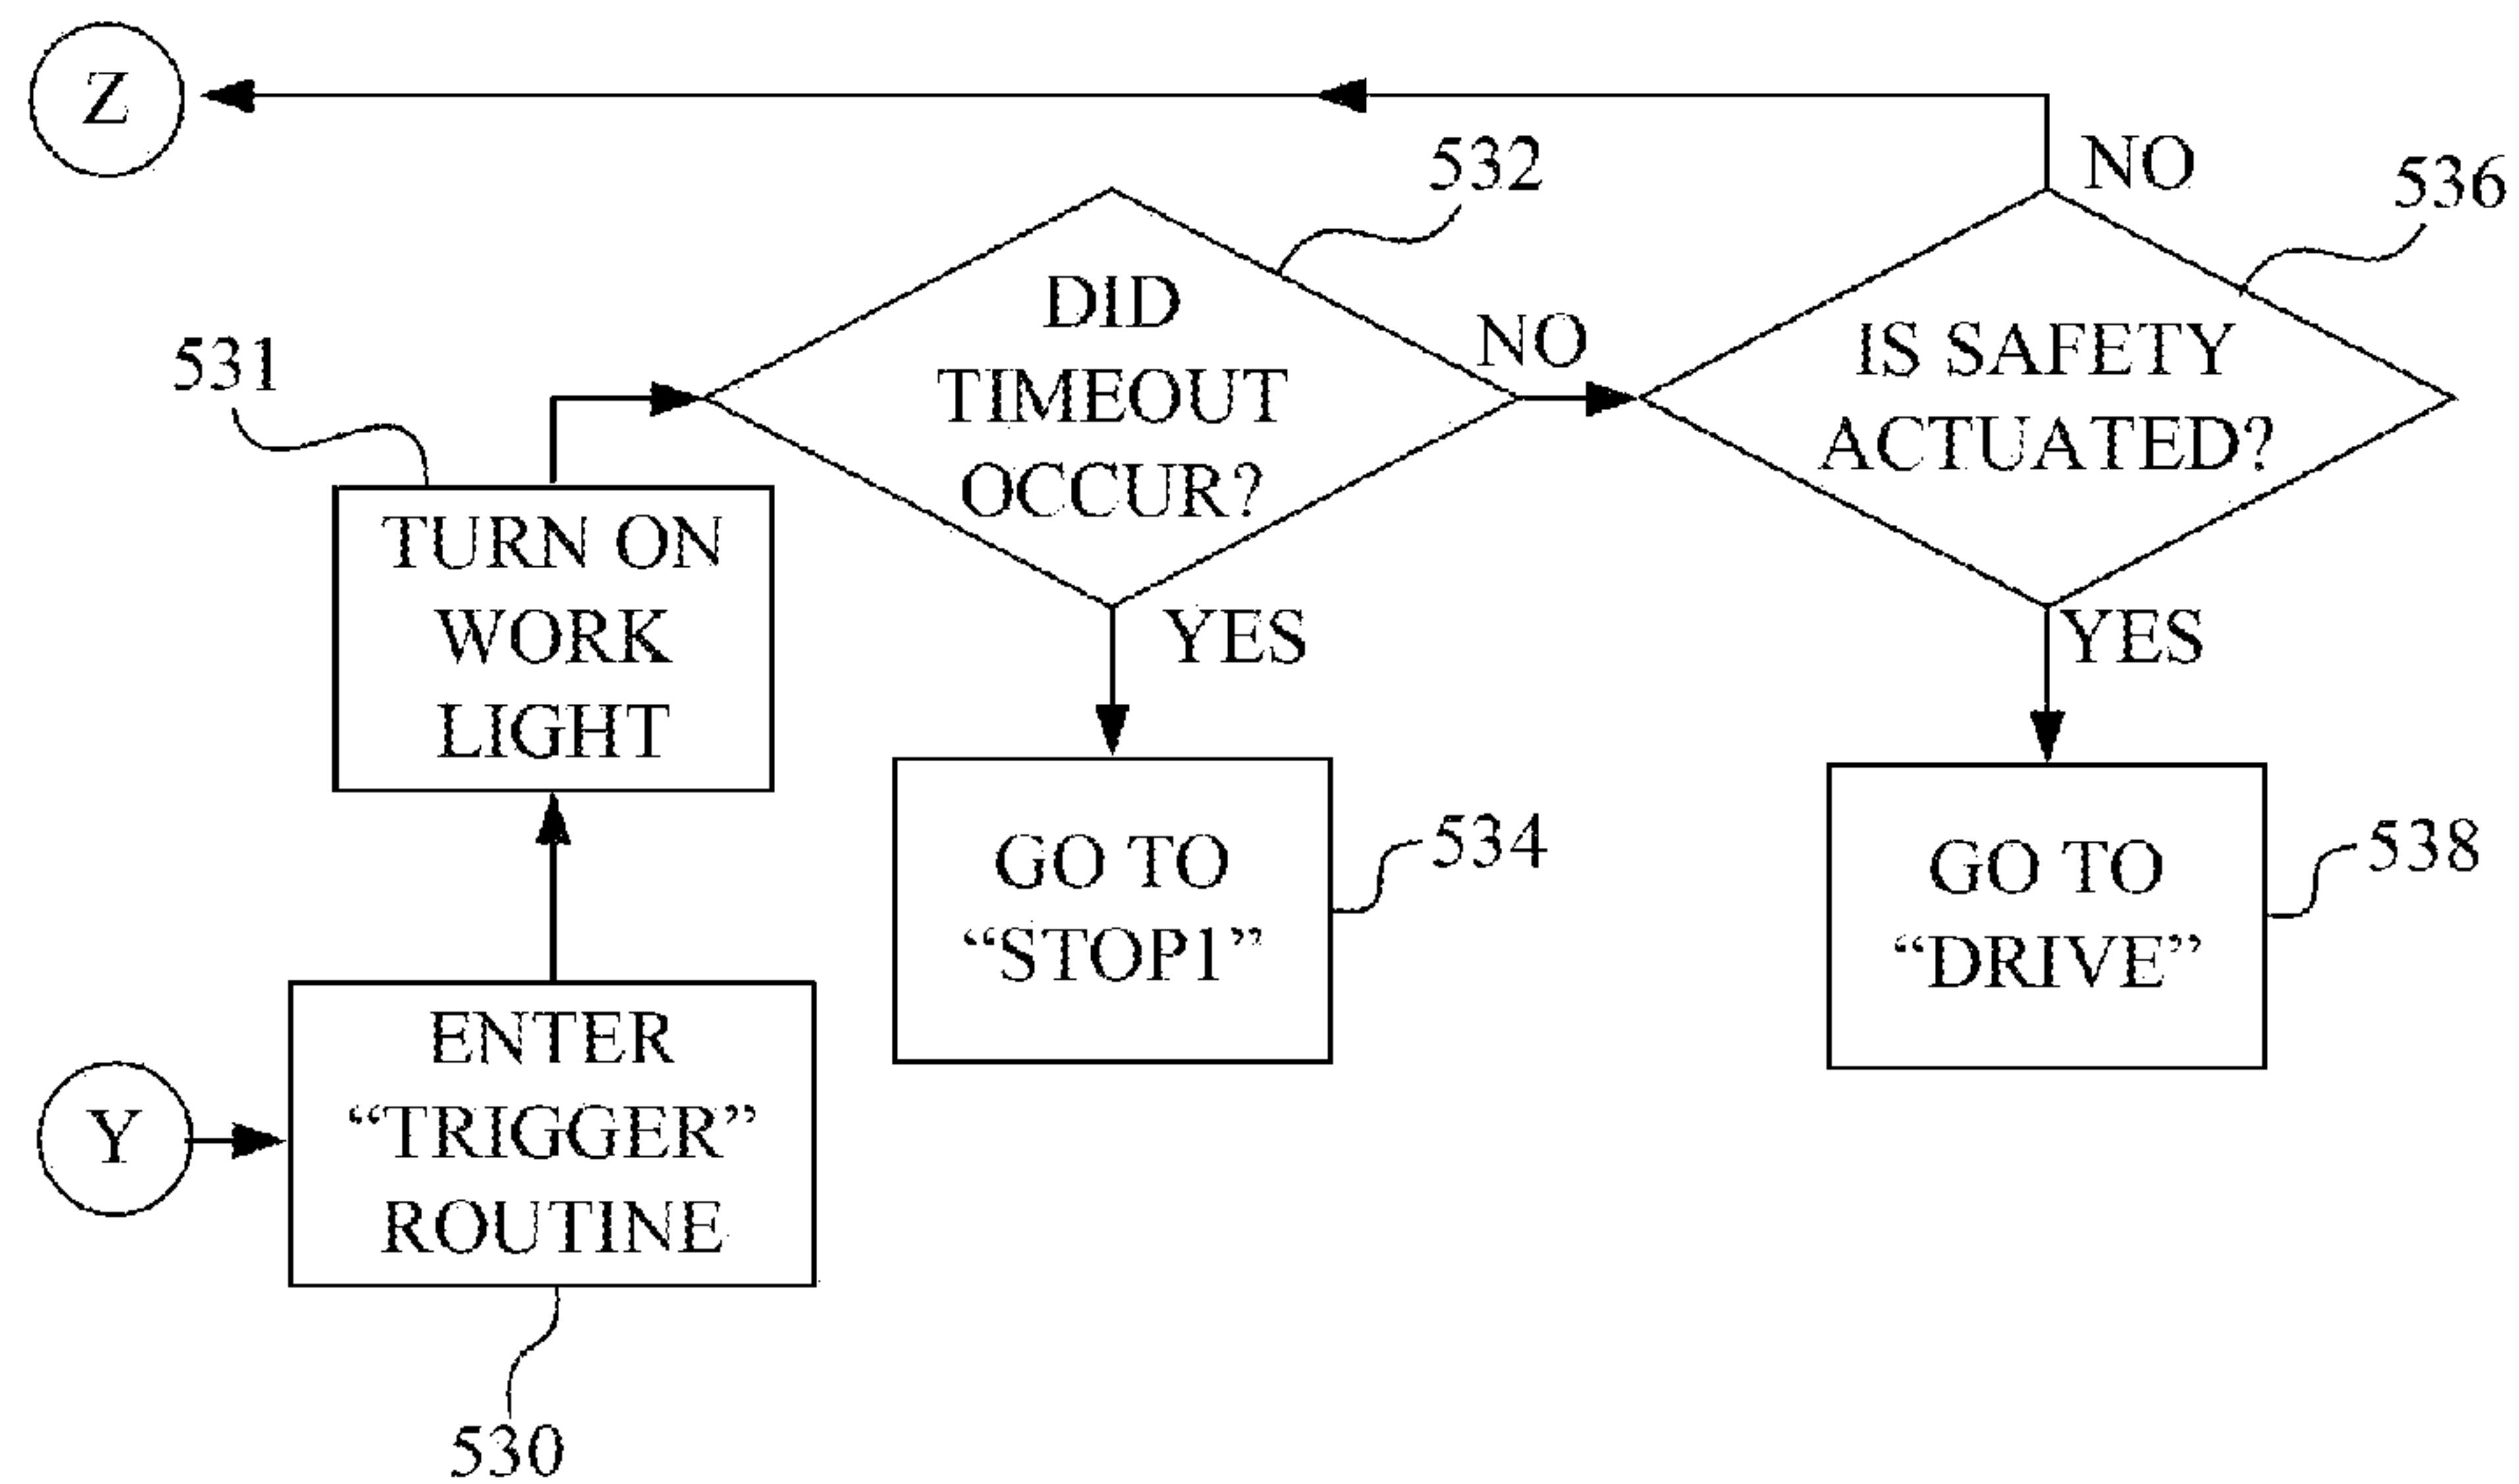 Z
532
NO
536
DID
TIMEOUT
OCCUR?
NO
IS SAFETY
ACTUATED?
531
TURN ON
WORK
LIGHT
YES
YES
GO TO
“STOP1”
534
GO TO
“DRIVE”
538
Y
ENTER
“TRIGGER”
ROUTINE
530